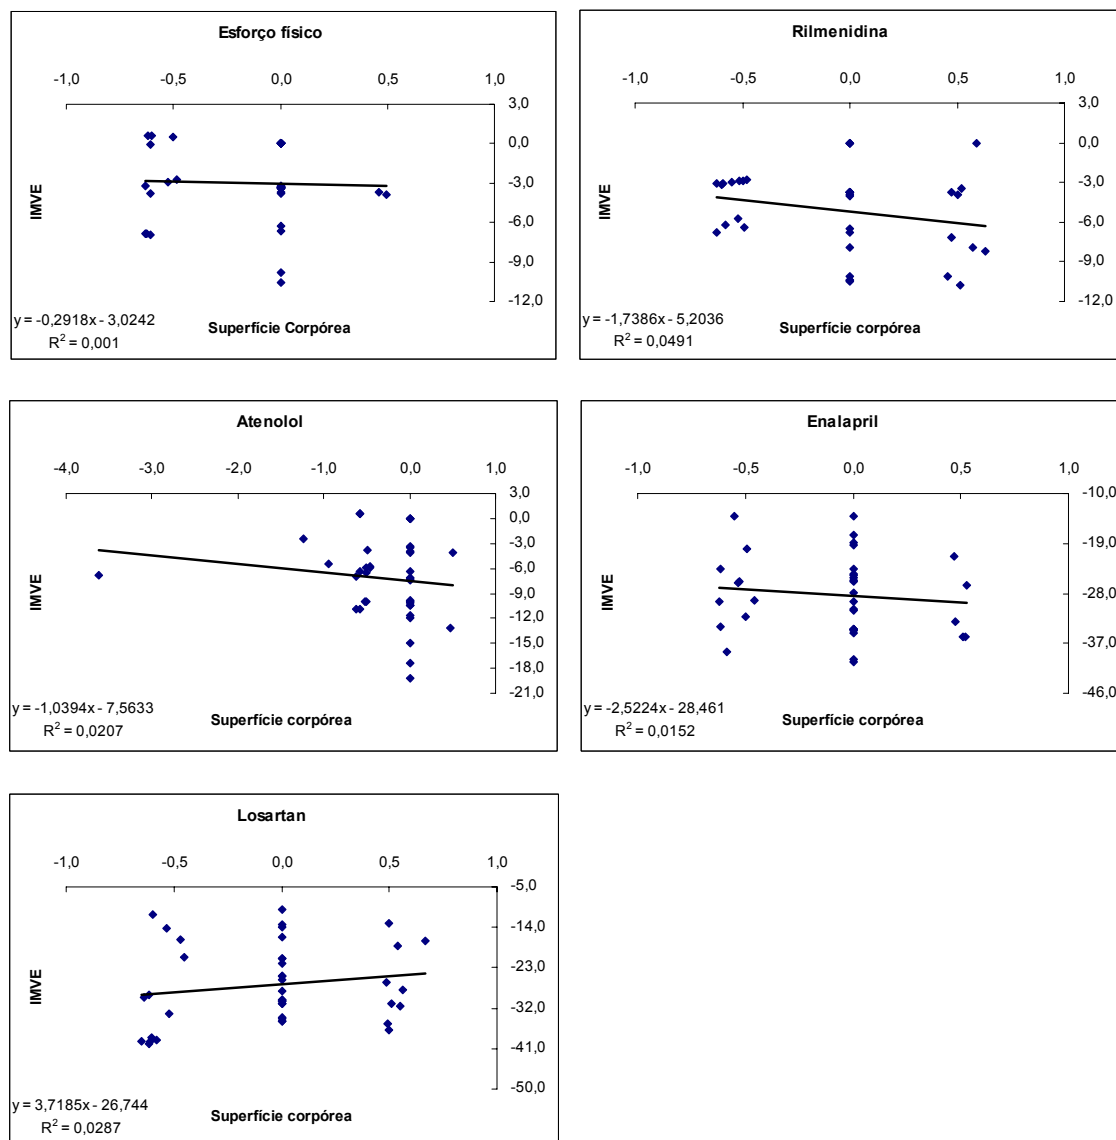 Esforço físico
-1,0 -0,5 0,0 0,5 1,0
3,0
0,0
-3,0
-6,0
-9,0
-12,0
IMVE
Superfície Corpórea
y = -0,2918x - 3,0242
R² = 0,001
Rilmenidina
-1,0 -0,5 0,0 0,5 1,0
3,0
0,0
-3,0
-6,0
-9,0
-12,0
IMVE
Superfície corpórea
y = -1,7386x - 5,2036
R² = 0,0491
Atenolol
-4,0 -3,0 -2,0 -1,0 0,0 1,0
3,0
0,0
-3,0
-6,0
-9,0
-12,0
-15,0
-18,0
-21,0
IMVE
Superfície corpórea
y = -1,0394x - 7,5633
R² = 0,0207
Enalapril
-1,0 -0,5 0,0 0,5 1,0
-10,0
-19,0
-28,0
-37,0
-46,0
IMVE
Superfície corpórea
y = -2,5224x - 28,461
R² = 0,0152
Losartan
-1,0 -0,5 0,0 0,5 1,0
-5,0
-14,0
-23,0
-32,0
-41,0
-50,0
IMVE
Superfície corpórea
y = 3,7185x - 26,744
R² = 0,0287